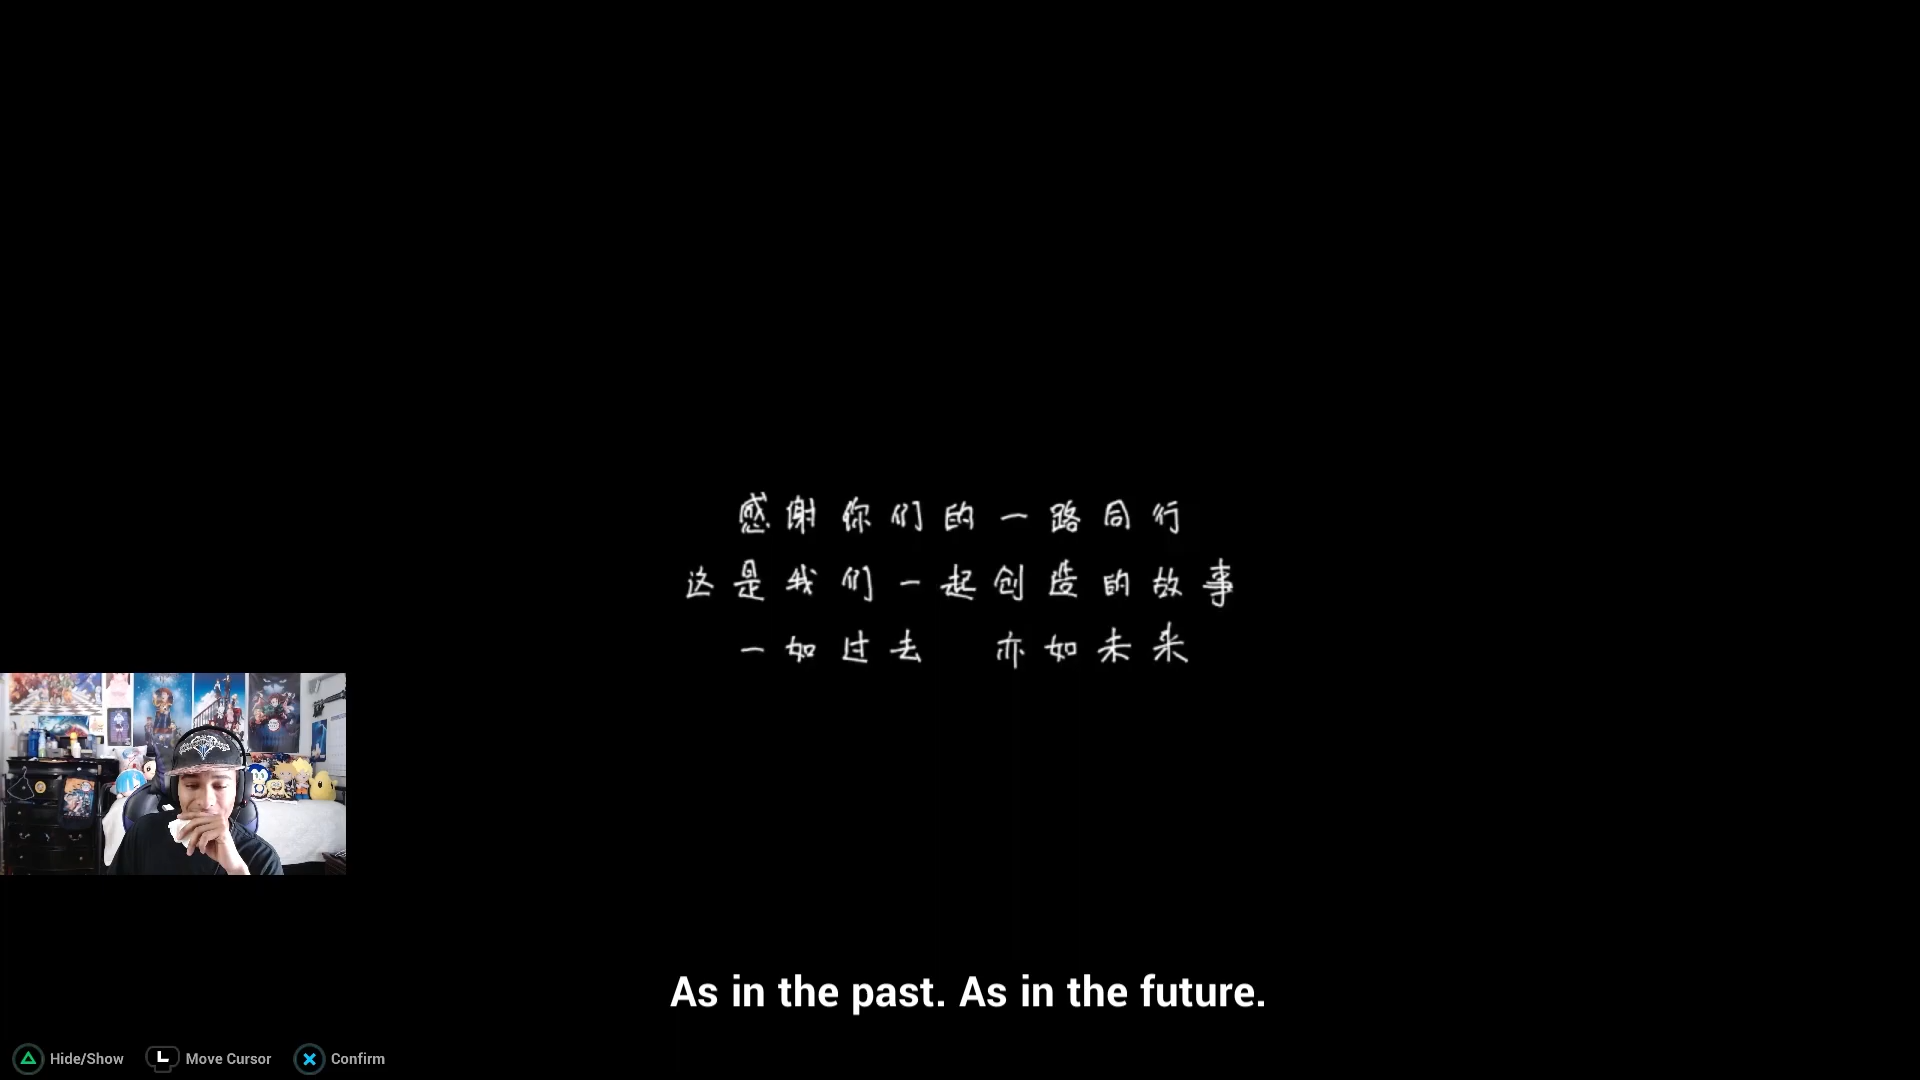 感谢你们的一路同行
这是我们一起创造的故事
一如过去 亦如未来
As in the past. As in the future.
Hide/Show
L Move Cursor
Confirm